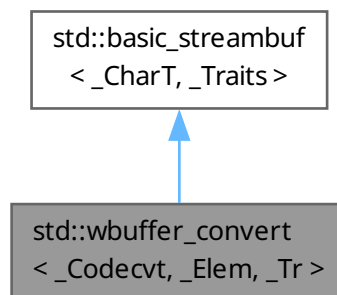 std::basic_streambuf
< _CharT, _Traits >
std::wbuffer_convert
< _Codecvt, _Elem, _Tr >